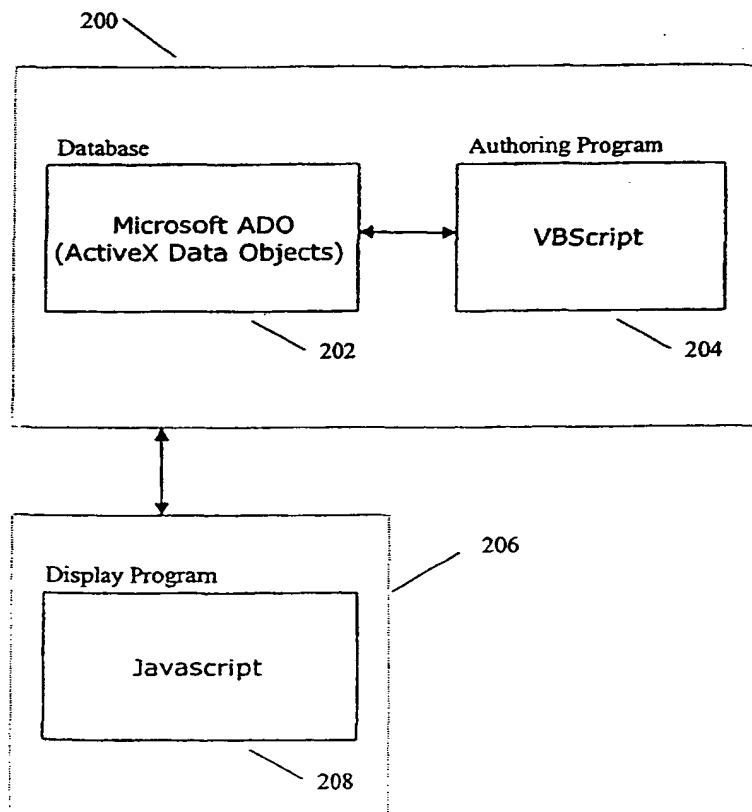 200
Database
Microsoft ADO
(ActiveX Data Objects)
202
Authoring Program
VBScript
204
206
Display Program
Javascript
208